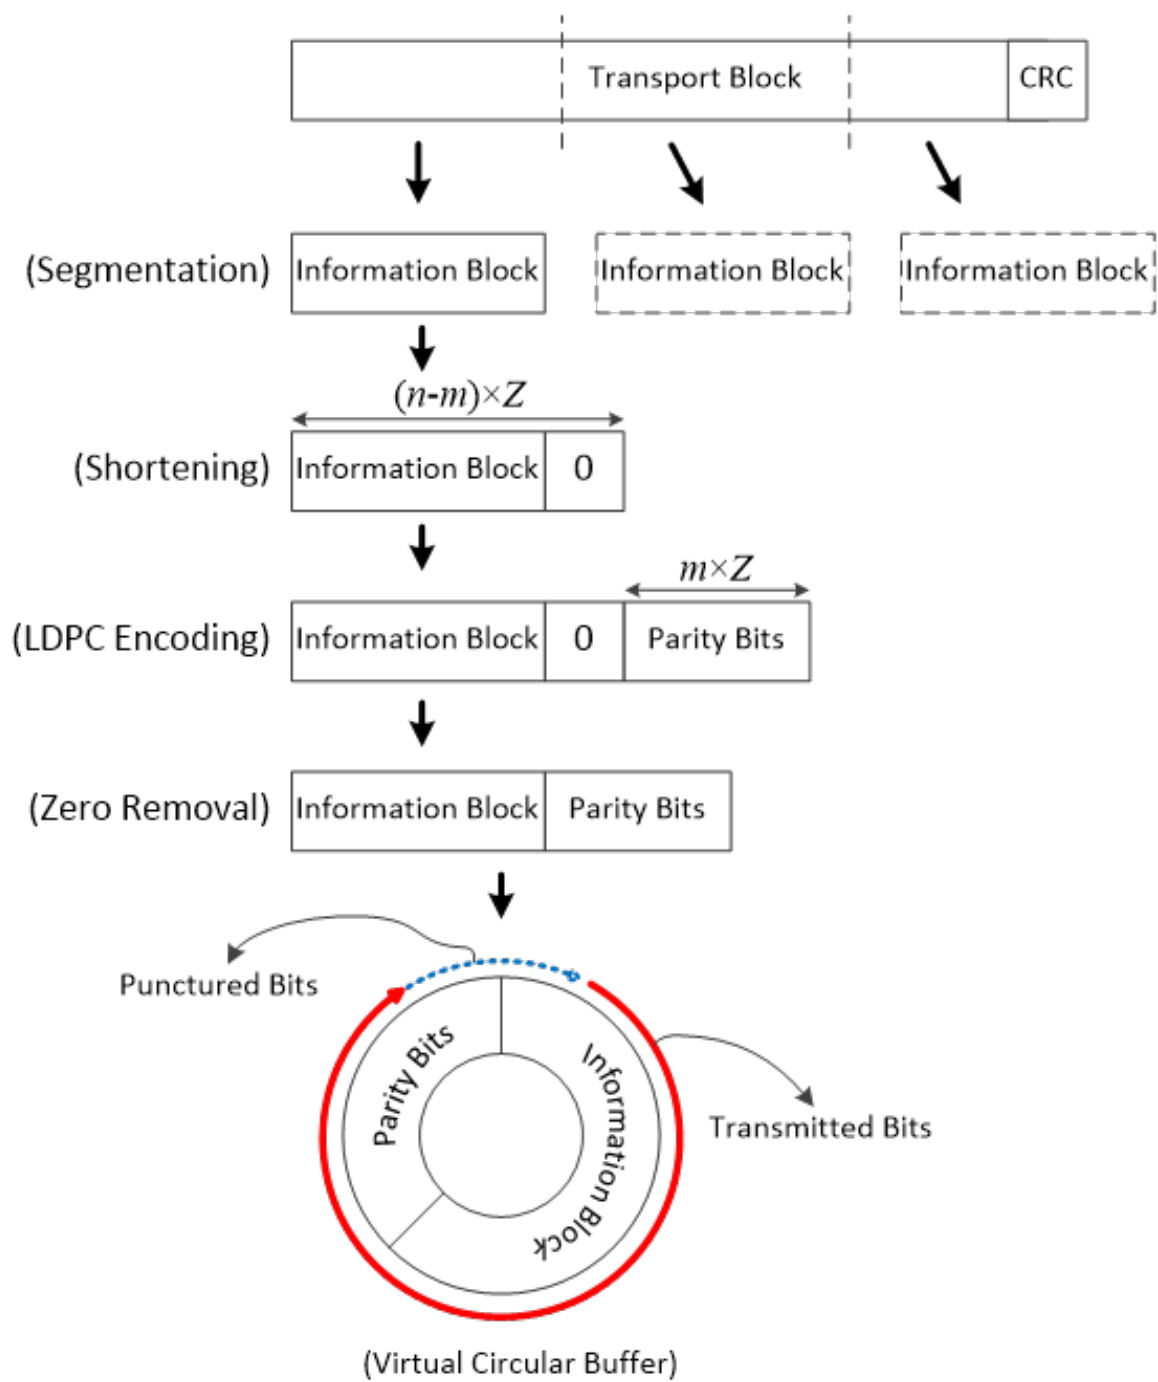 Transport Block
CRC
(Segmentation)
Information Block
Information Block
Information Block
(n-m)×Z
(Shortening)
Information Block
0
m×Z
(LDPC Encoding)
Information Block
0
Parity Bits
(Zero Removal)
Information Block
Parity Bits
Punctured Bits
Parity Bits
Information Block
Transmitted Bits
(Virtual Circular Buffer)